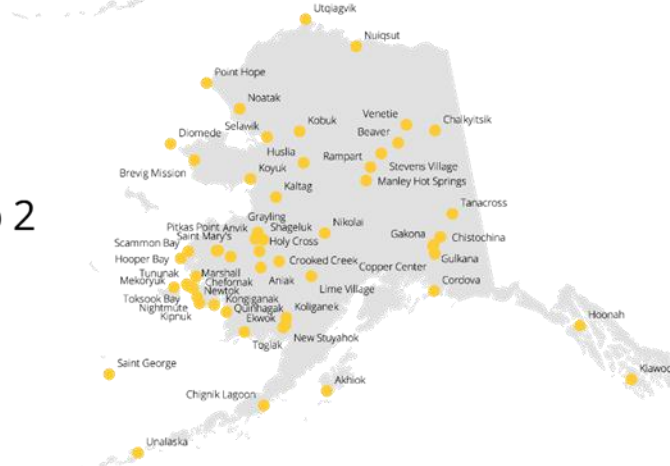 Utqiagvik
Nuiqsut
Point Hope
Noatak
Kobuk
Venetie
Chalkyitsik
Selawik
Beaver
Diomede
Huslia
Rampart
Stevens Village
Brevig Mission
Koyuk
Manley Hot Springs
Kaltag
Tanacross
2
Grayling
Nikolai
Pitkas Point
Anvik
Shageluk
Gakona
Chistochina
Scammon Bay
Saint Mary's
Holy Cross
Hooper Bay
Crooked Creek
Copper Center
Gulkana
Tununak
Marshall
Mekoryuk
Chefornak
Aniak
Lime Village
Cordova
Newtok
Toksook Bay
Kongiganak
Nightmute
Quinhagak
Koliganek
Kipnuk
Ekwok
Hoonah
New Stuyahok
Togiak
Saint George
Klawoc
Akhiok
Chignik Lagoon
Unalaska